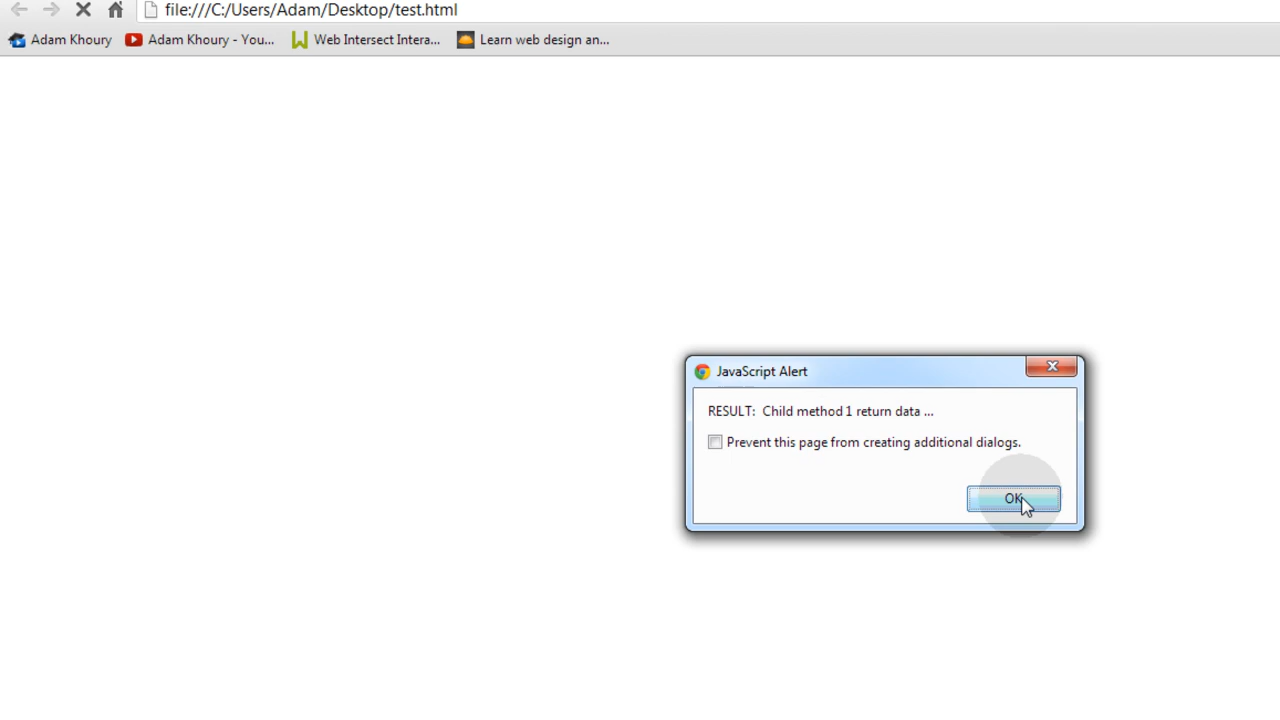 file:///C:/Users/Adam/Desktop/test.html
Adam Khoury
Adam Khoury - You...
Web Intersect Intera...
Learn web design an...
JavaScript Alert
RESULT:  Child method 1 return data ...
Prevent this page from creating additional dialogs.
OK